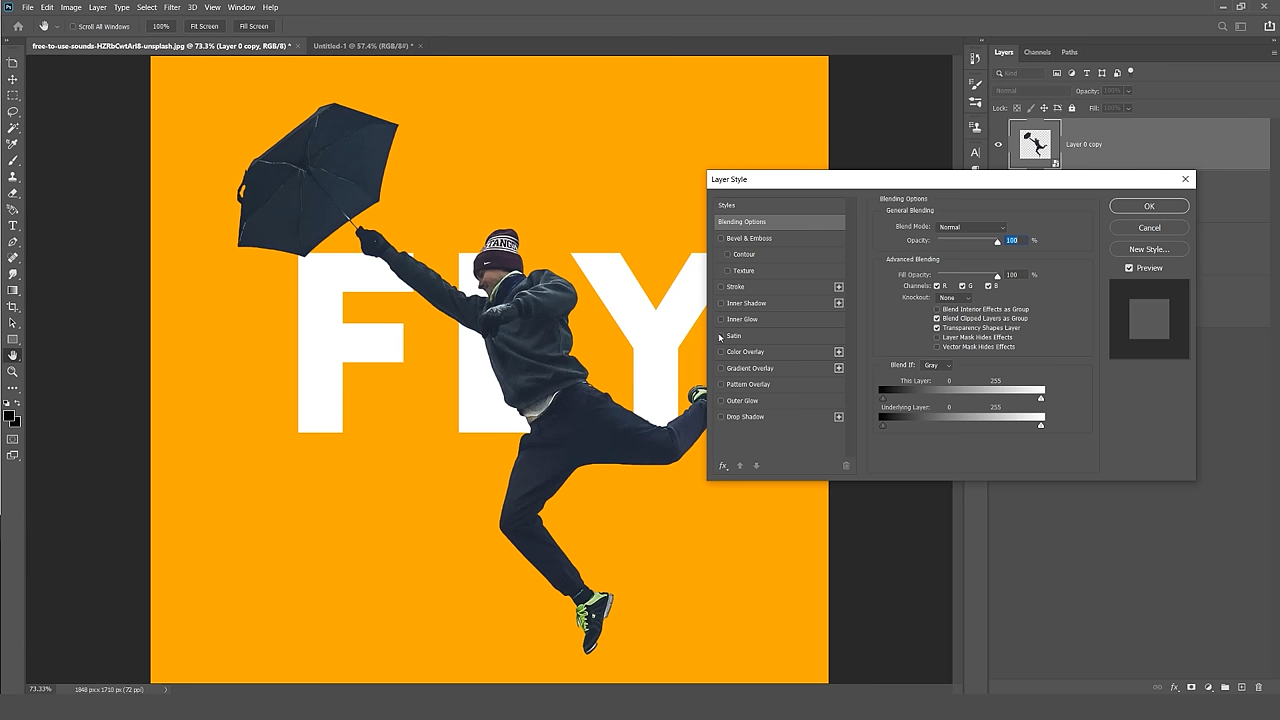 File Edit Image Layer Type Select Filter 3D View Window Help
Scroll All Windows 100% Fit Screen Fill Screen
free-to-use-sounds-HZRbCwtArl8-unsplash.jpg @ 73.3% (Layer 0 copy, RGB/8) * × Untitled-1 @ 57.4% (RGB/8#) * ×
Layers Channels Paths
Kind
Normal Opacity: 100%
Lock: Fill: 100%
Layer 0 copy
FLY
Layer Style
Styles
Blending Options
Bevel & Emboss
Contour
Texture
Stroke
Inner Shadow
Inner Glow
Satin
Color Overlay
Gradient Overlay
Pattern Overlay
Outer Glow
Drop Shadow
fx
Blending Options
General Blending
Blend Mode: Normal
Opacity: 100 %
Advanced Blending
Fill Opacity: 100 %
Channels: R G B
Knockout: None
Blend Interior Effects as Group
Blend Clipped Layers as Group
Transparency Shapes Layer
Layer Mask Hides Effects
Vector Mask Hides Effects
Blend If: Gray
This Layer: 0 255
Underlying Layer: 0 255
OK
Cancel
New Style...
Preview
73.33% 1848 px x 1710 px (72 ppi)